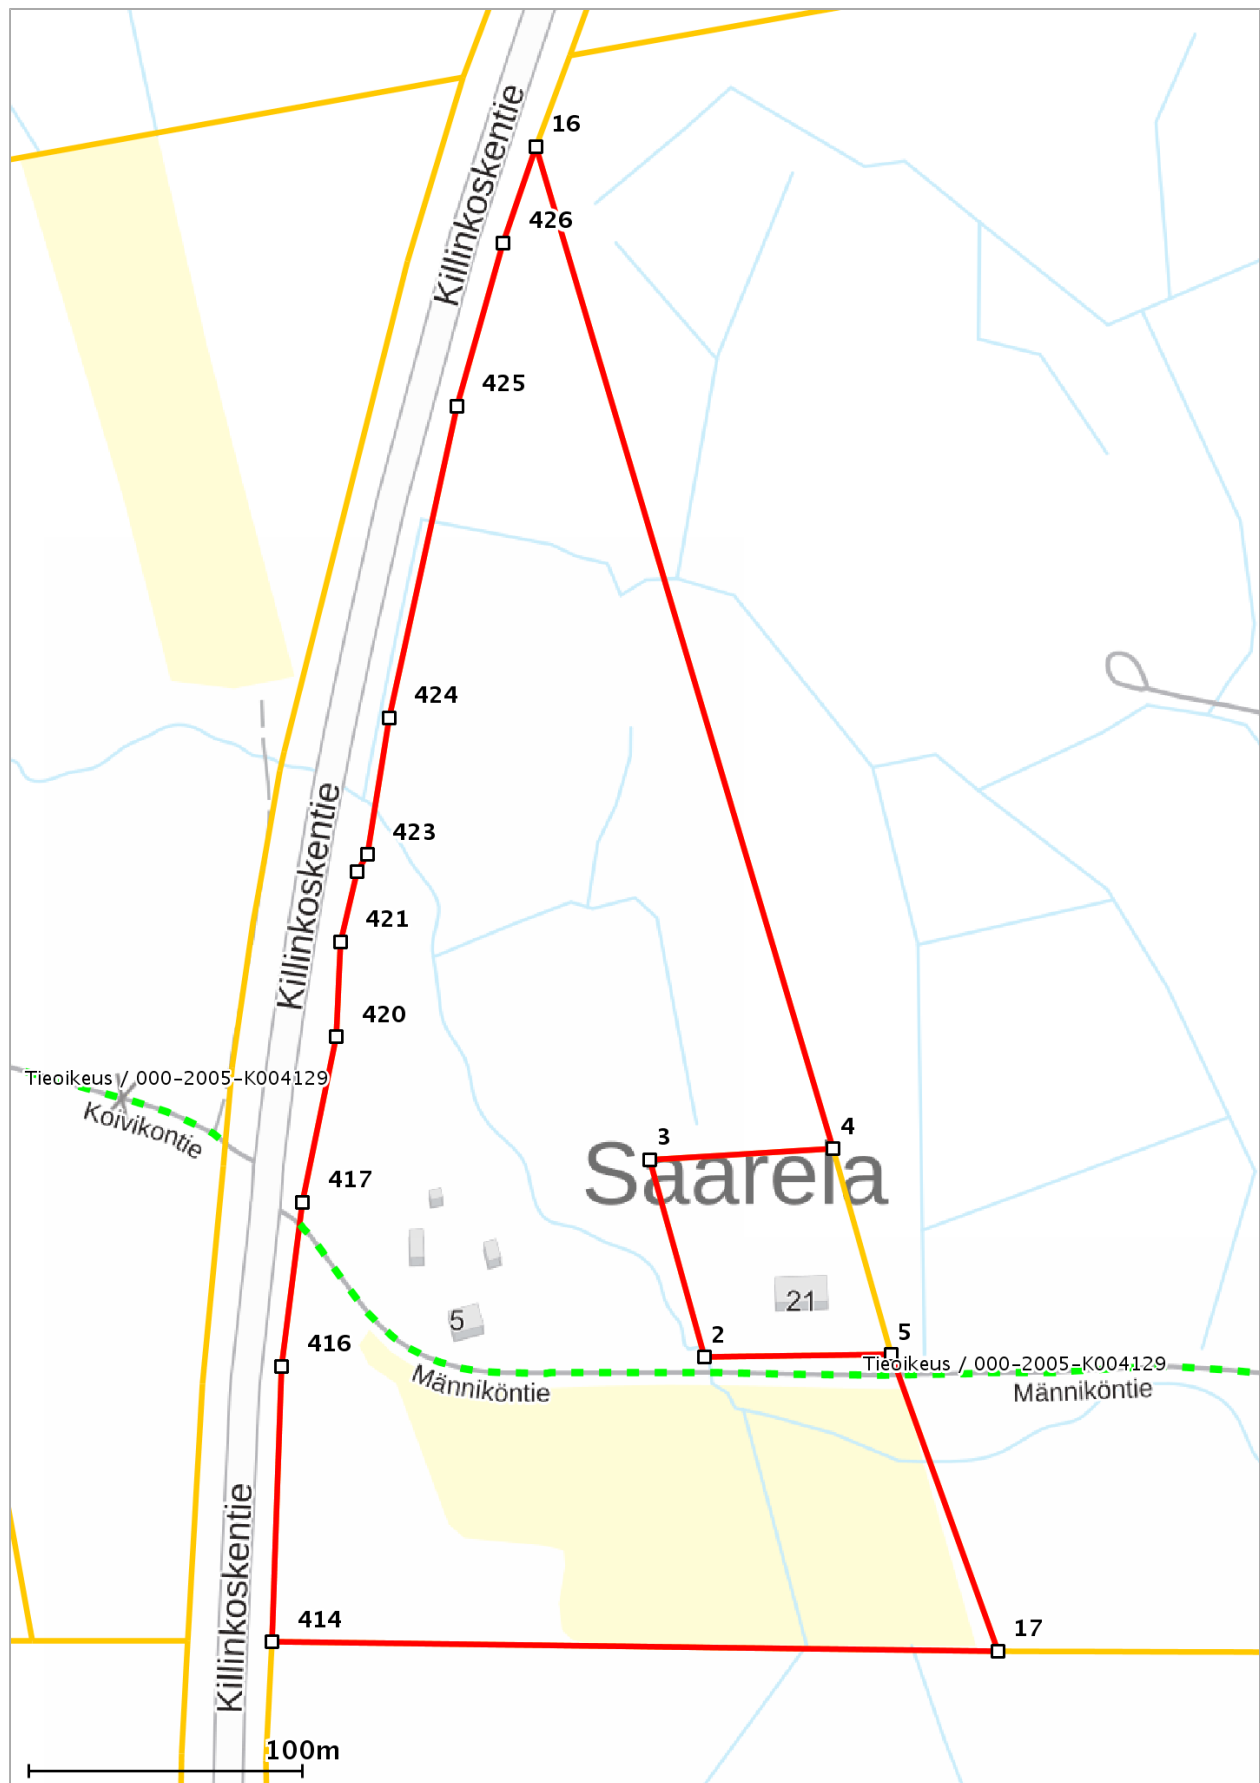 16
Killinkoskentie
426
425
424
Killinkoskentie
423
421
420
Tieoikeus / 000-2005-K004129
Koivikontie
4
3
Saarela
417
21
5
2
5
416
Tieoikeus / 000-2005-K004129
Männiköntie
Männiköntie
Killinkoskentie
414
17
100m